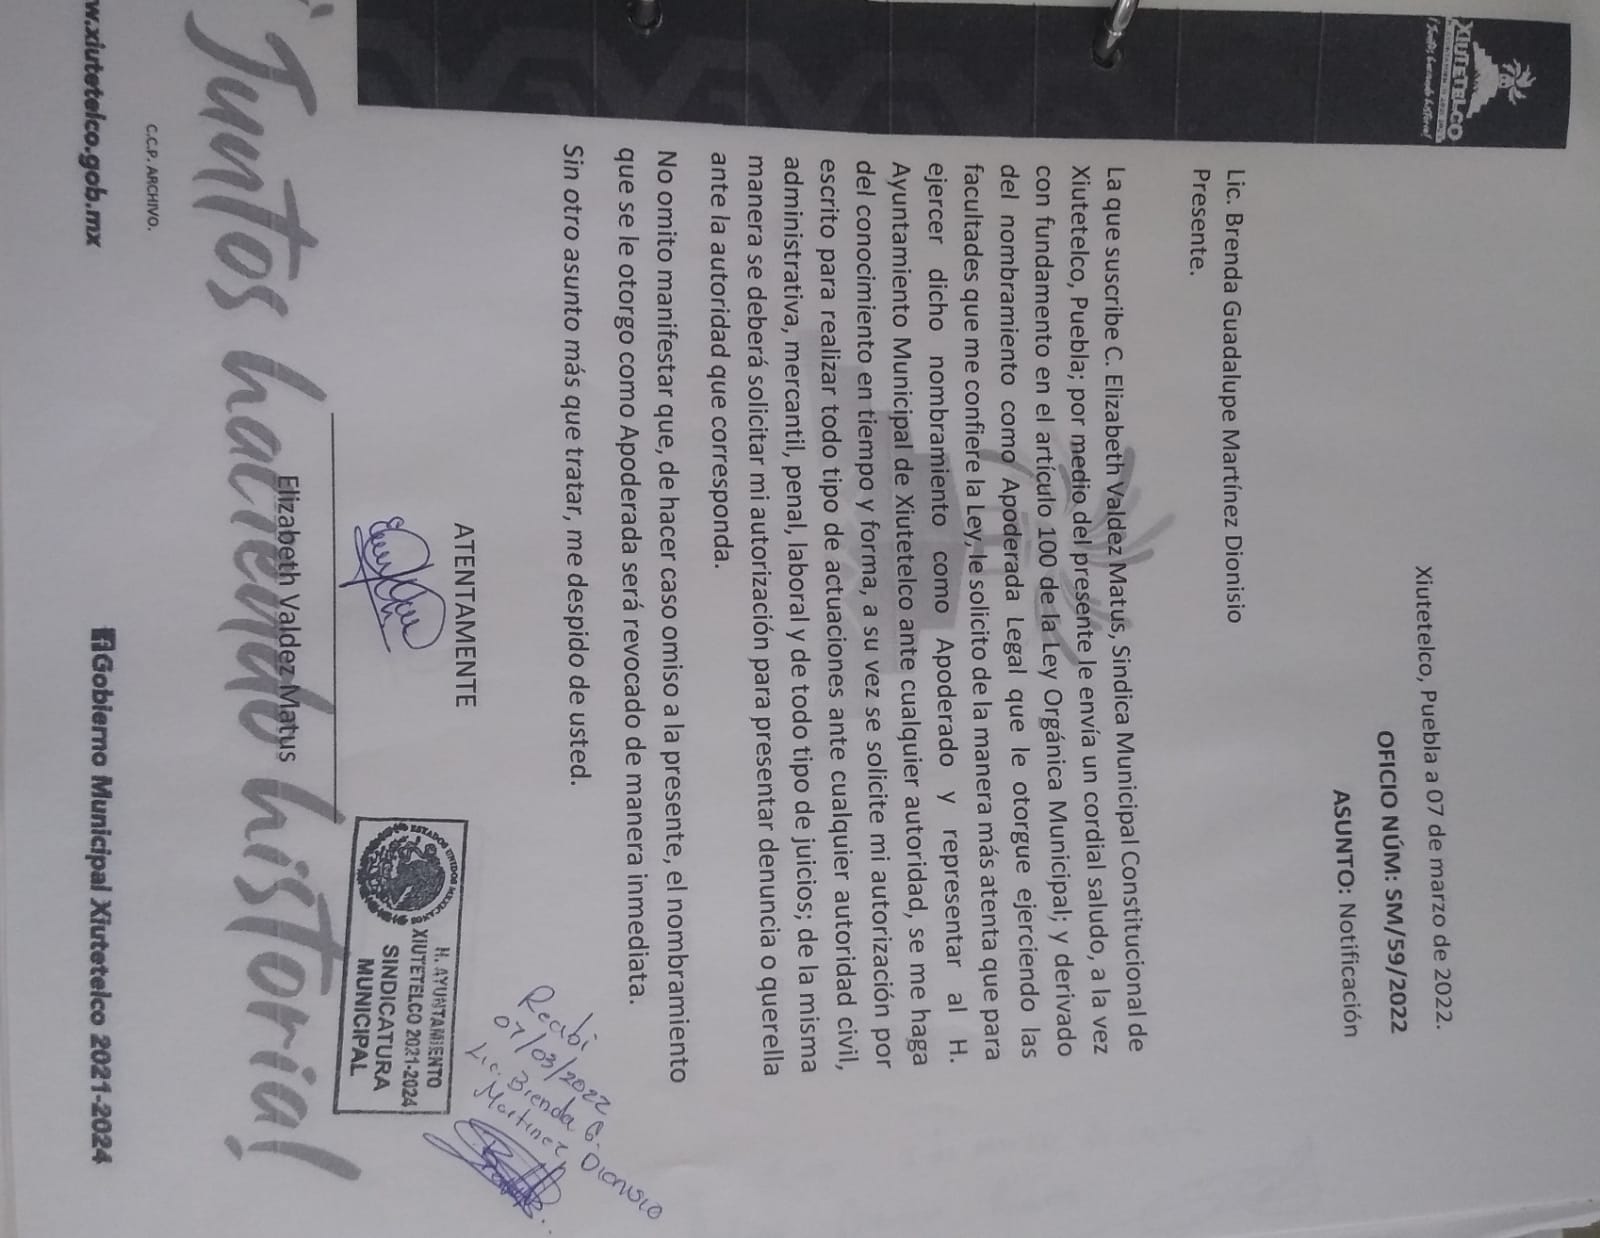 XIUTETELCO
¡Juntos haciendo historia!
Xiutetelco, Puebla a 07 de marzo de 2022.
OFICIO NÚM: SM/59/2022
ASUNTO: Notificación
Lic. Brenda Guadalupe Martínez Dionisio
Presente.
La que suscribe C. Elizabeth Valdez Matus, Sindica Municipal Constitucional de
Xiutetelco, Puebla; por medio del presente le envía un cordial saludo, a la vez
con fundamento en el artículo 100 de la Ley Orgánica Municipal; y derivado
del nombramiento como Apoderada Legal que le otorgue ejerciendo las
facultades que me confiere la Ley, le solicito de la manera más atenta que para
ejercer dicho nombramiento como Apoderado y representar al H.
Ayuntamiento Municipal de Xiutetelco ante cualquier autoridad, se me haga
del conocimiento en tiempo y forma, a su vez se solicite mi autorización por
escrito para realizar todo tipo de actuaciones ante cualquier autoridad civil,
administrativa, mercantil, penal, laboral y de todo tipo de juicios; de la misma
manera se deberá solicitar mi autorización para presentar denuncia o querella
ante la autoridad que corresponda.
No omito manifestar que, de hacer caso omiso a la presente, el nombramiento
que se le otorgo como Apoderada será revocado de manera inmediata.
Sin otro asunto más que tratar, me despido de usted.
ATENTAMENTE
Elizabeth Valdez Matus
ESTADOS UNIDOS MEXICANOS
H. AYUNTAMIENTO
XIUTETELCO 2021-2024
SINDICATURA
MUNICIPAL
Recibí
07/03/2022
Lic. Brenda G.
Martínez Dionisio
Juntos haciendo historia!
C.C.P. ARCHIVO.
w.xiutetelco.gob.mx
Gobierno Municipal Xiutetelco 2021-2024